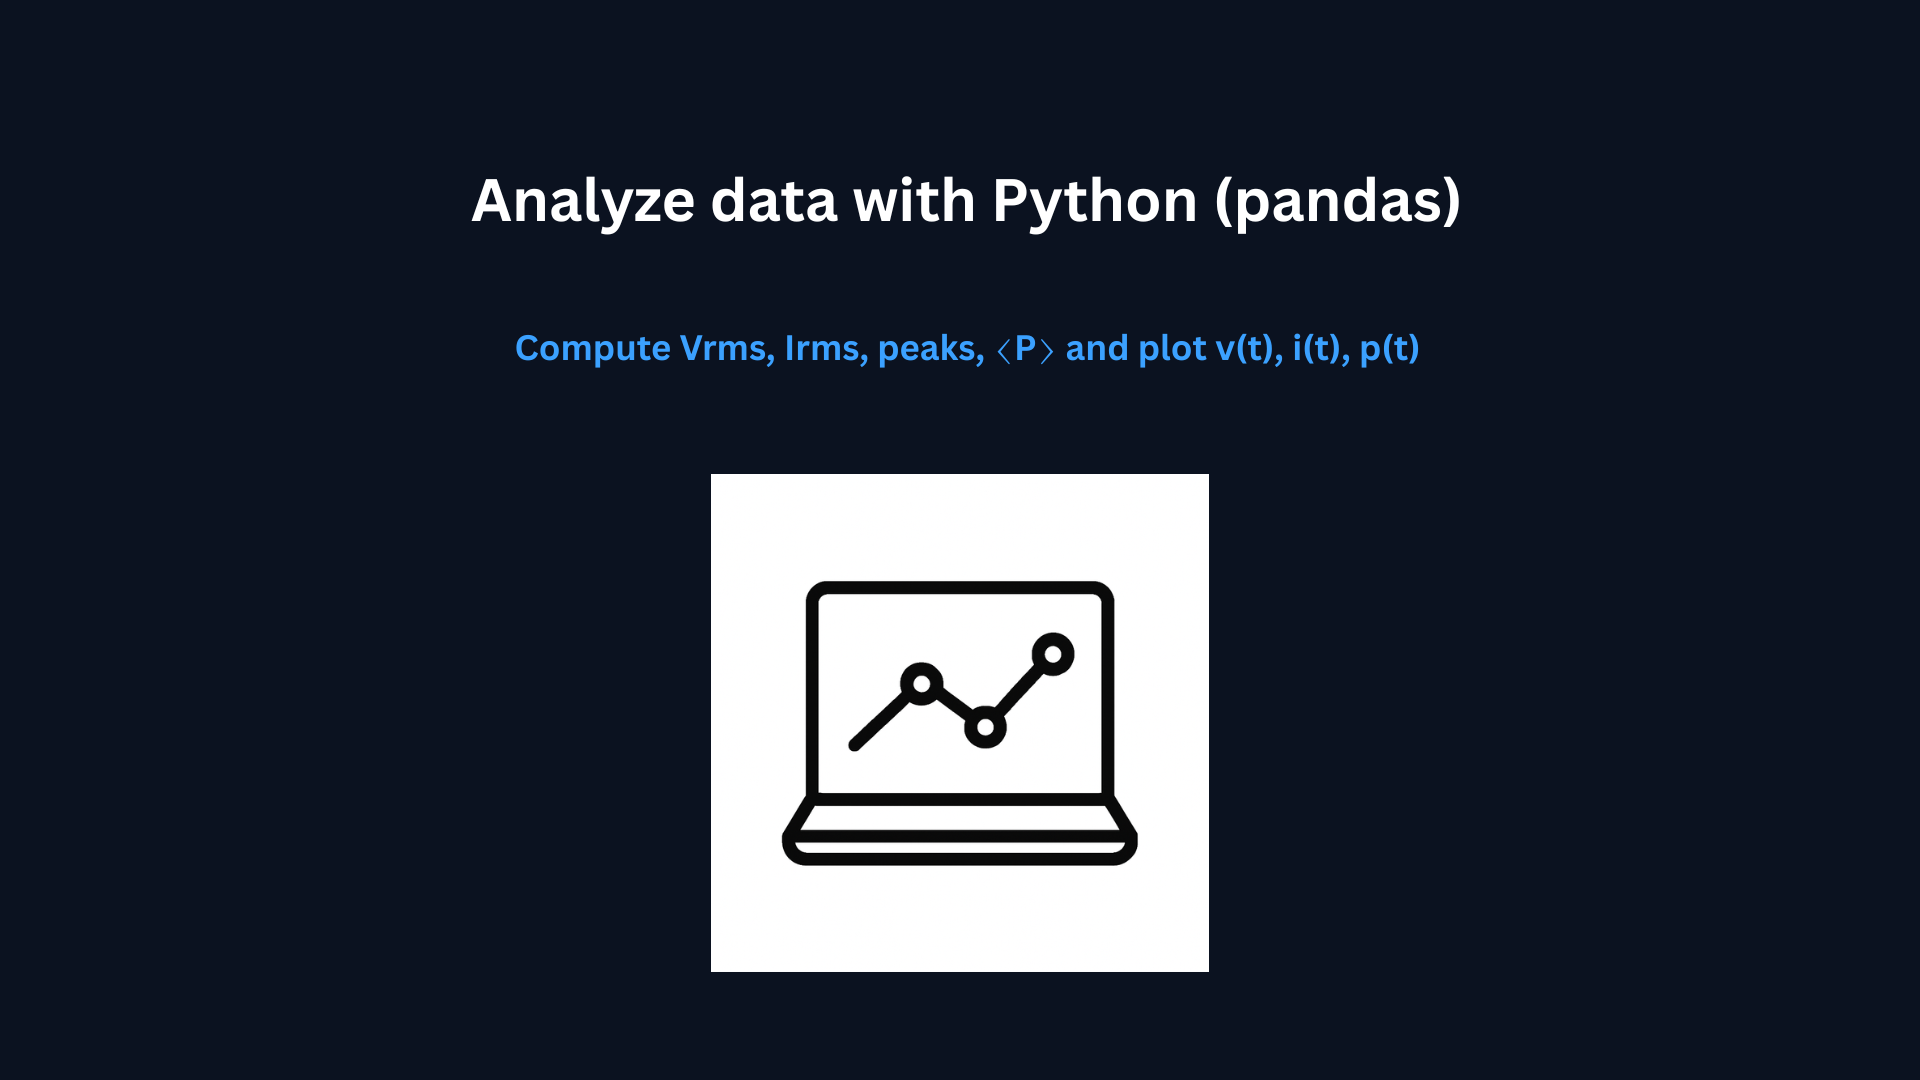 Analyze data with Python (pandas)
Compute Vrms, Irms, peaks, 〈P〉 and plot v(t), i(t), p(t)